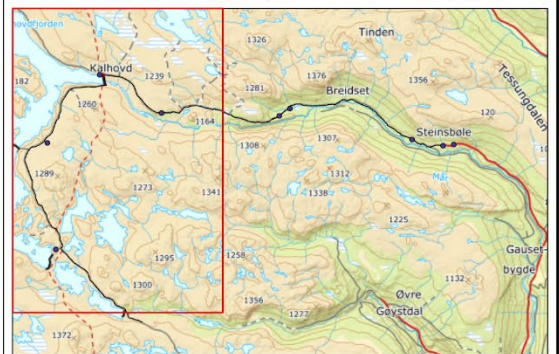 Tinden
1326
Kalhovd
182
1239
1376
1356
1281
Breidset
1260
120
Tessungdalen
1164
Steinsbøle
1308
1307
1289
1312
Mår
1273
1341
1338
1225
Gauset-
bygde
1258
1295
1132
1300
1356
Øvre
Gøystdal
1277
1372